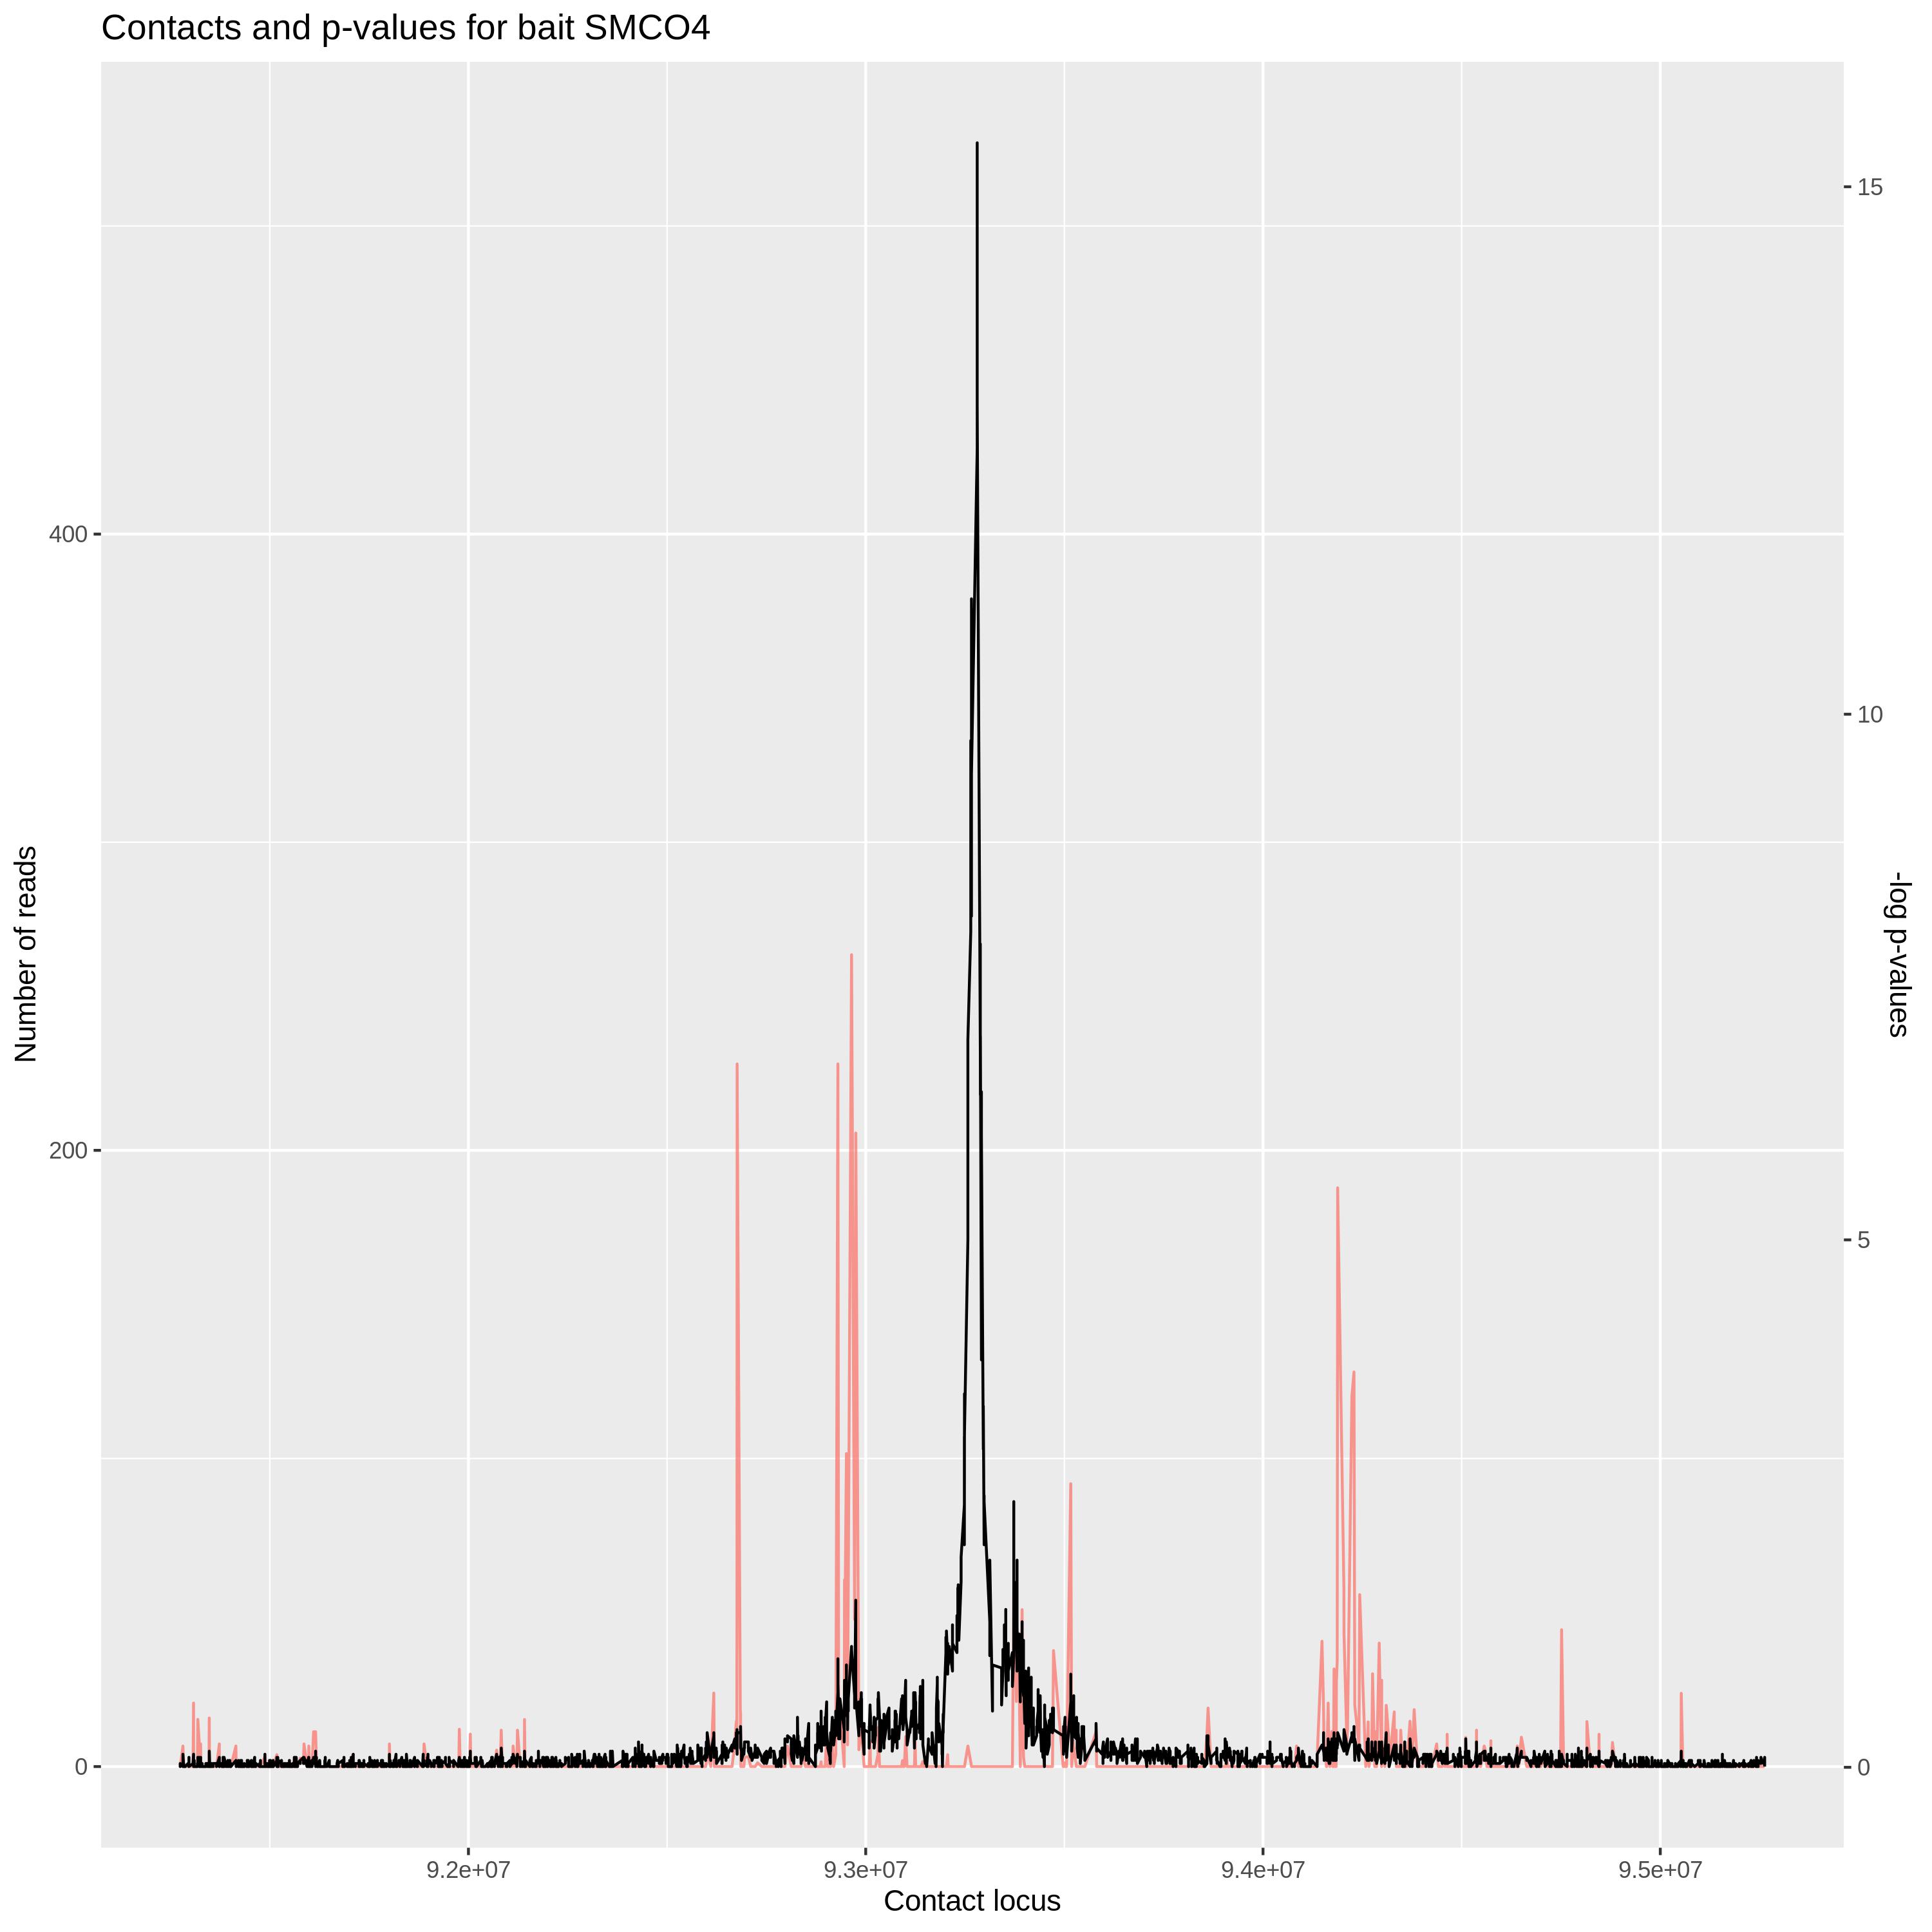 Contacts and p-values for bait SMCO4
Number of reads
400
200
0
15
10
5
0
-log p-values
9.2e+07
9.3e+07
9.4e+07
9.5e+07
Contact locus